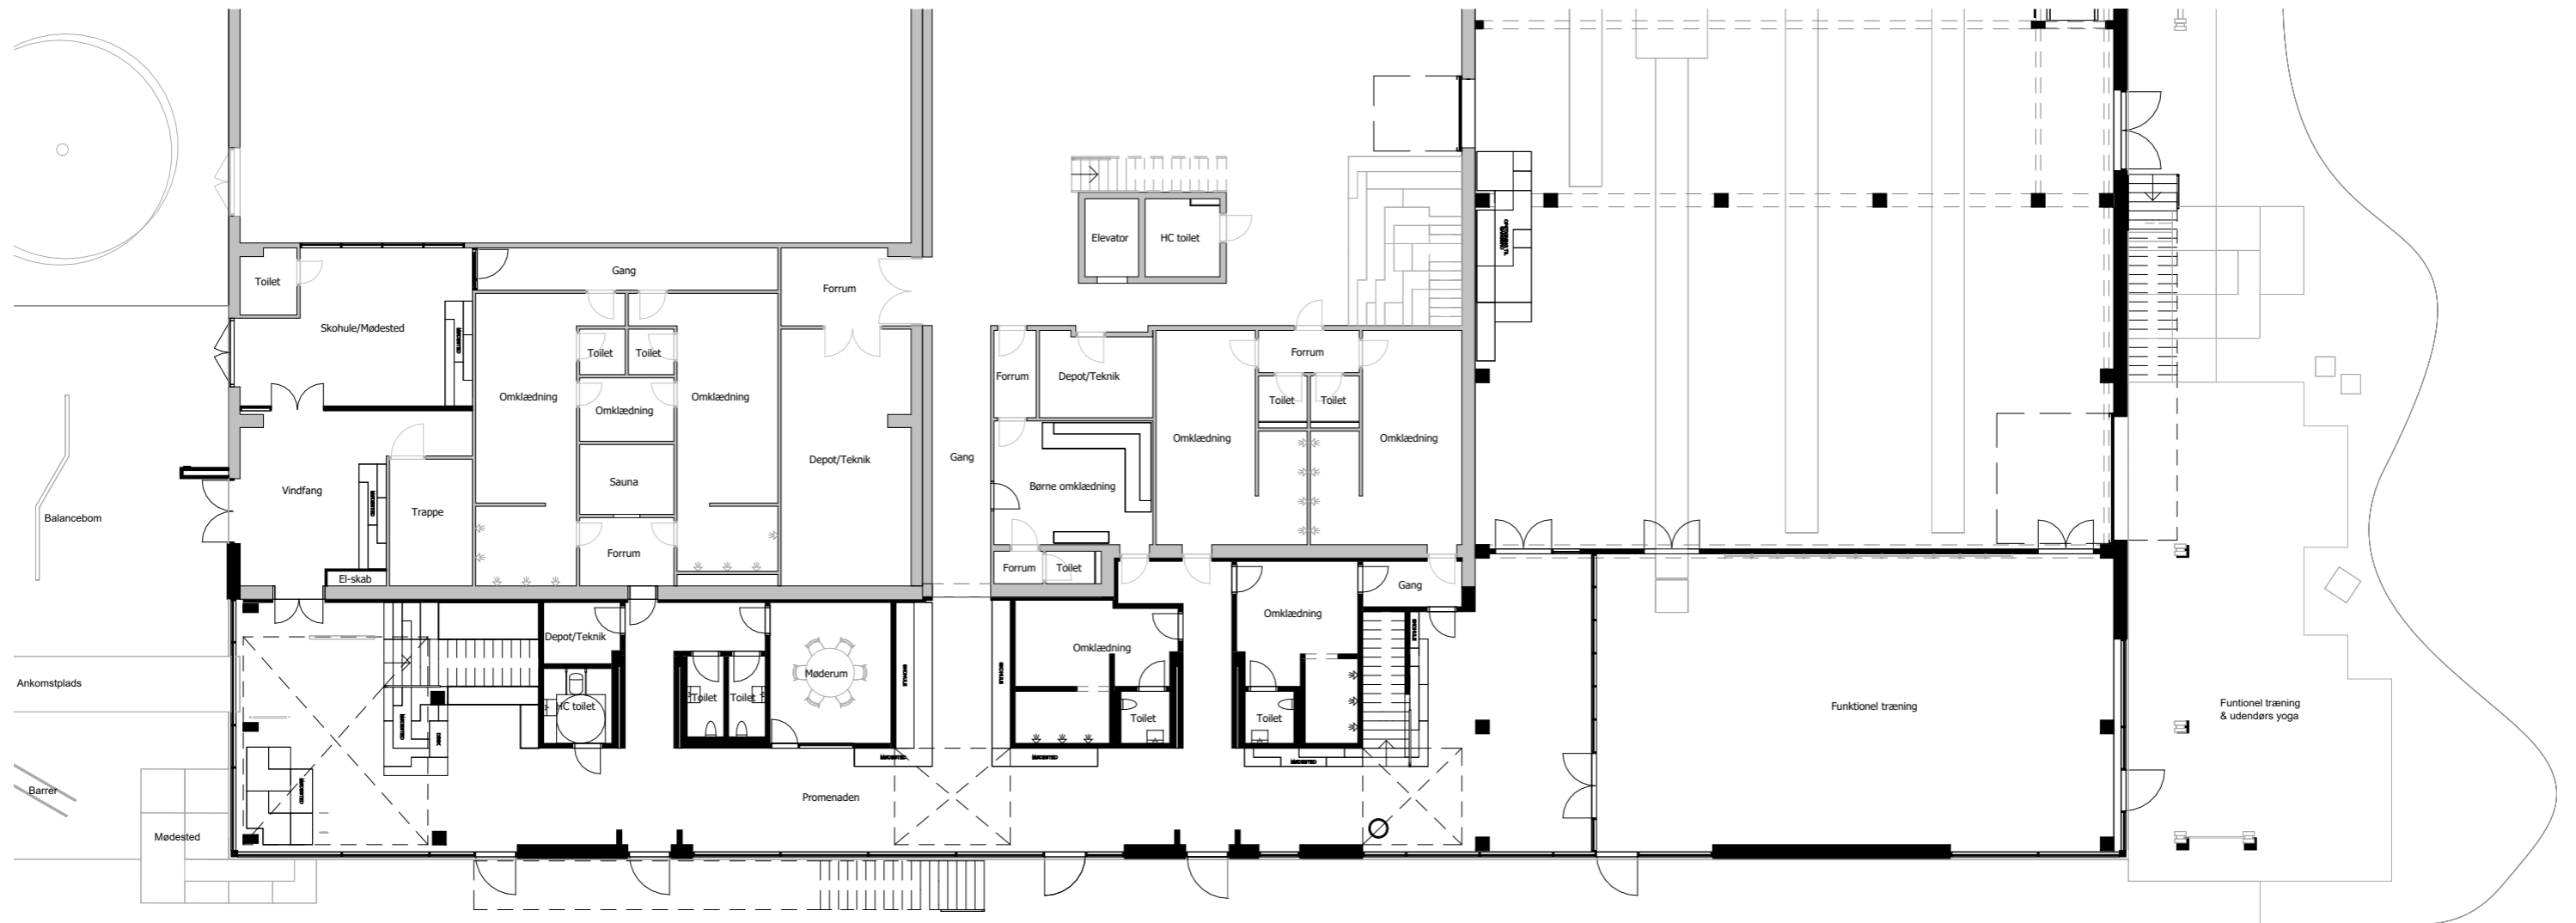 Elevator
HC toilet
Toilet
Gang
Forrum
Skohule/Mødested
MØDESTED
Toilet
Toilet
Forrum
Omklædning
Omklædning
Omklædning
Forrum
Depot/Teknik
Toilet
Toilet
Depot/Teknik
Gang
Omklædning
Omklædning
Sauna
Børne omklædning
Vindfang
MØDESTED
Trappe
Balancebom
Forrum
El-skab
Forrum
Toilet
Gang
Omklædning
Depot/Teknik
Omklædning
Ankomstplads
Møderum
HC toilet
Toilet
Toilet
Toilet
Toilet
Funktionel træning
Funtionel træning
& udendørs yoga
MØDESTED
Barrer
Promenaden
Mødested